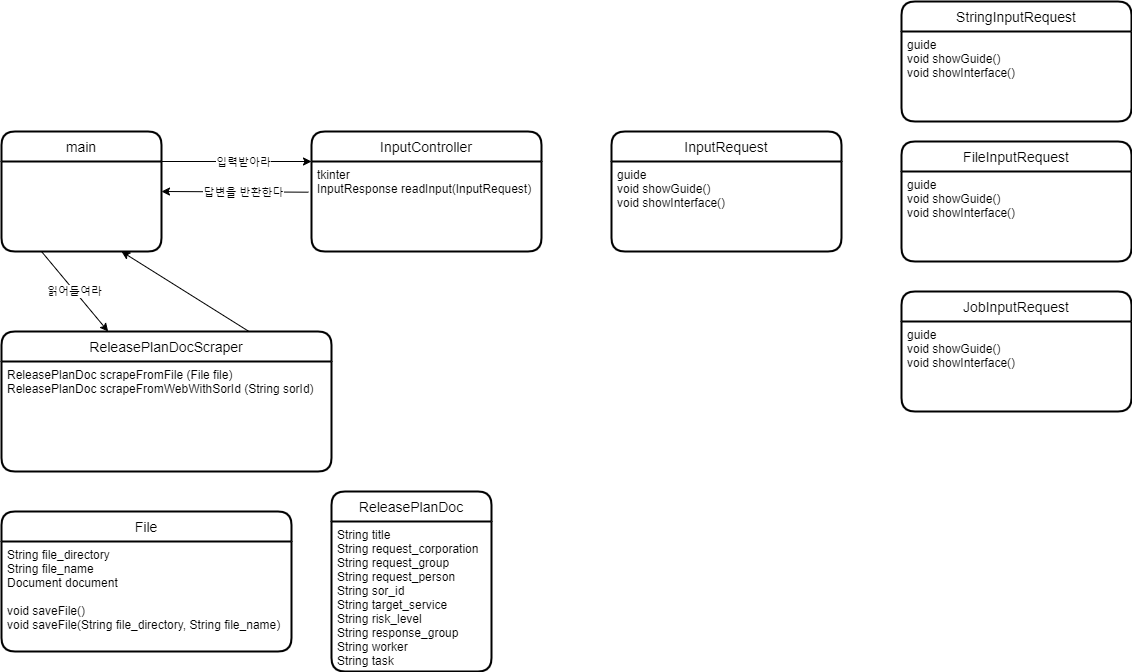 StringInputRequest
guide
void showGuide()
void showInterface()
main
입력받아라
답변을 반환한다
InputController
tkinter
InputResponse readInput(InputRequest)
InputRequest
guide
void showGuide()
void showInterface()
FileInputRequest
guide
void showGuide()
void showInterface()
읽어들여라
JobInputRequest
guide
void showGuide()
void showInterface()
ReleasePlanDocScraper
ReleasePlanDoc scrapeFromFile (File file)
ReleasePlanDoc scrapeFromWebWithSorId (String sorId)
File
String file_directory
String file_name
Document document
void saveFile()
void saveFile(String file_directory, String file_name)
ReleasePlanDoc
String title
String request_corporation
String request_group
String request_person
String sor_id
String target_service
String risk_level
String response_group
String worker
String task